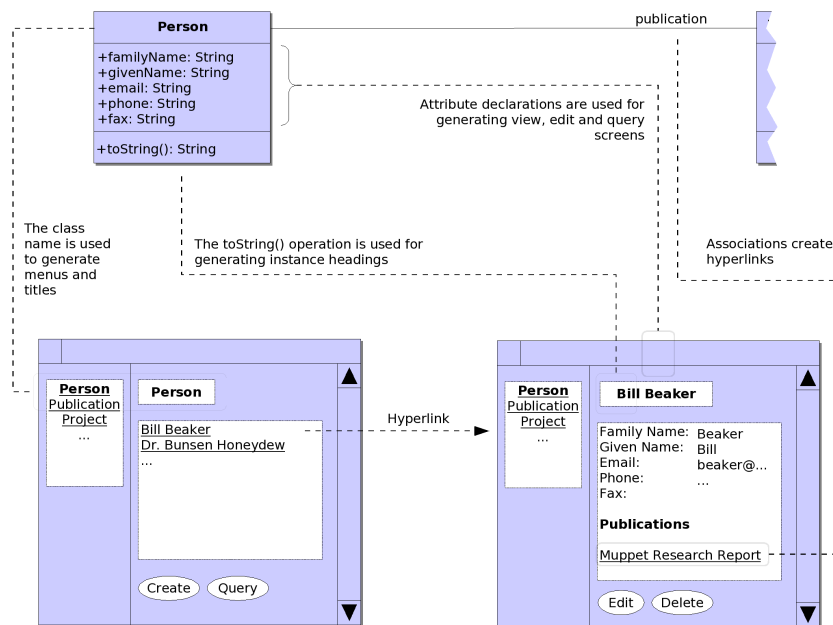 Person
publication
+familyName: String
+givenName: String
+email: String
+phone: String
+fax: String
+toString(): String
Attribute declarations are used for
generating view, edit and query
screens
The class
name is used
to generate
menus and
titles
The toString() operation is used for
generating instance headings
Associations create
hyperlinks
Person
Publication
Project
...
Person
Bill Beaker
Dr. Bunsen Honeydew
...
Create
Query
Hyperlink
Person
Publication
Project
...
Bill Beaker
Family Name: Beaker
Given Name: Bill
Email: beaker@...
Phone: ...
Fax:
Publications
Muppet Research Report
Edit
Delete